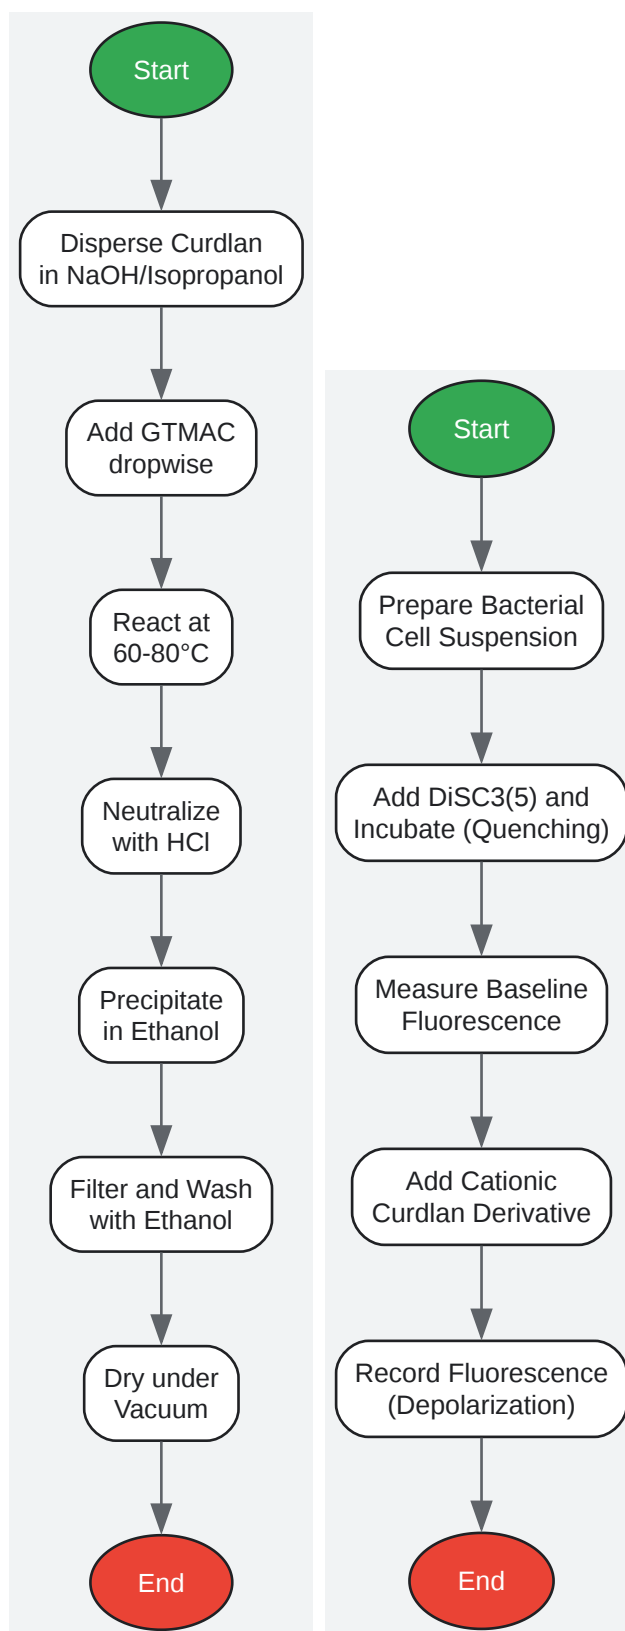 Start
Disperse Curdlan
in NaOH/Isopropanol
Add GTMAC
dropwise
React at
60-80°C
Neutralize
with HCl
Precipitate
in Ethanol
Filter and Wash
with Ethanol
Dry under
Vacuum
End
Start
Prepare Bacterial
Cell Suspension
Add DiSC3(5) and
Incubate (Quenching)
Measure Baseline
Fluorescence
Add Cationic
Curdlan Derivative
Record Fluorescence
(Depolarization)
End